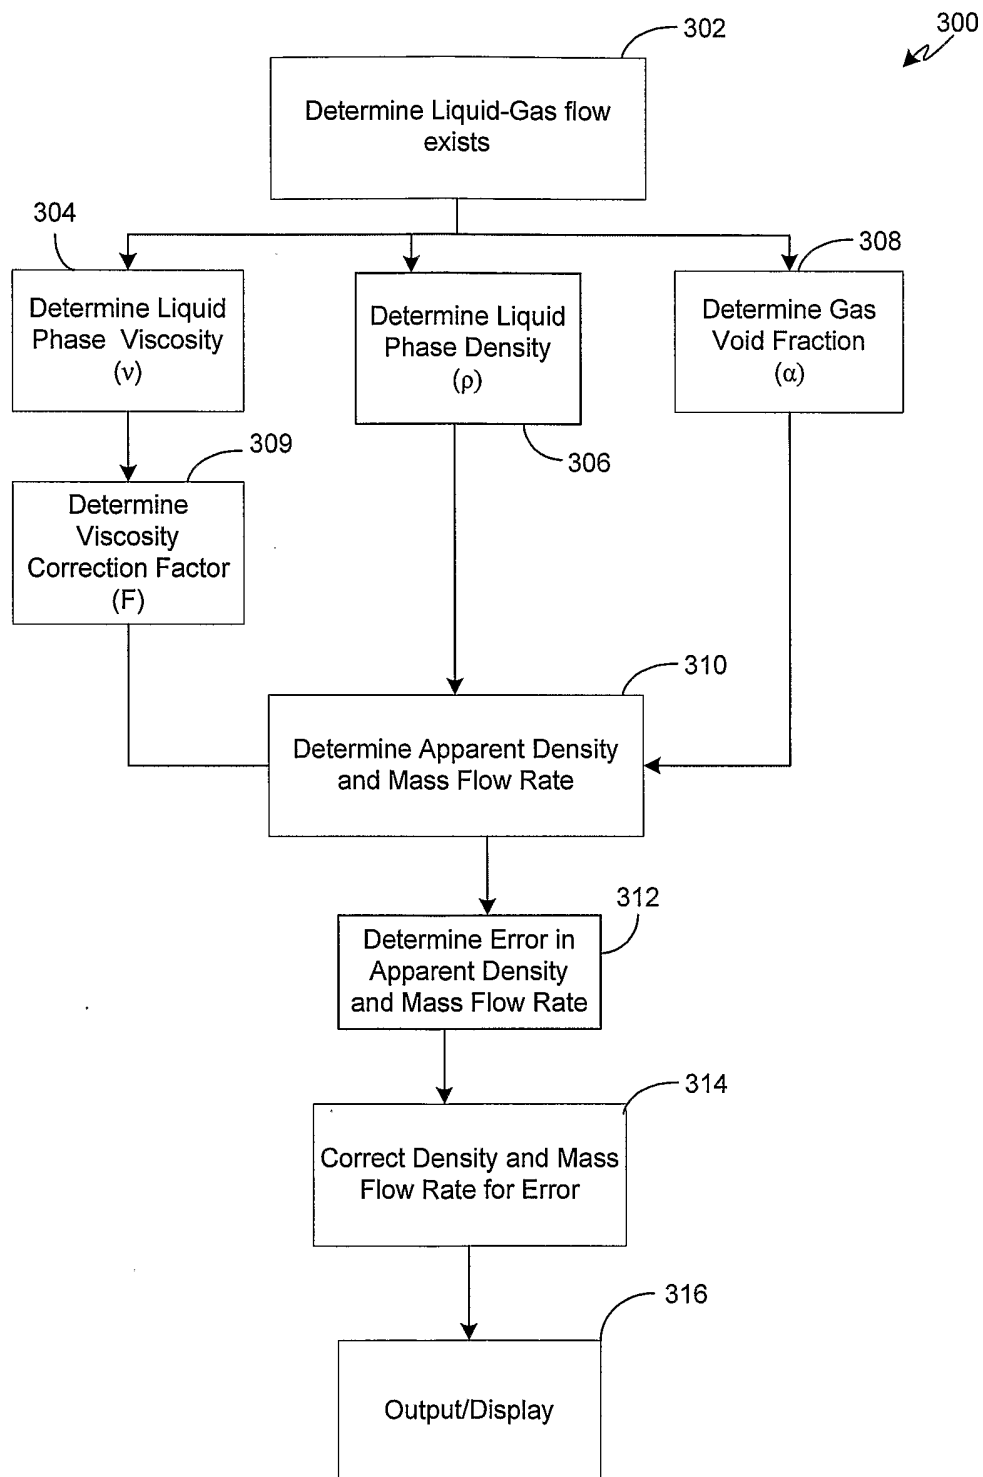 300
302
Determine Liquid-Gas flow
exists
304
Determine Liquid
Phase Viscosity
(ν)
306
Determine Liquid
Phase Density
(ρ)
308
Determine Gas
Void Fraction
(α)
309
Determine
Viscosity
Correction Factor
(F)
310
Determine Apparent Density
and Mass Flow Rate
312
Determine Error in
Apparent Density
and Mass Flow Rate
314
Correct Density and Mass
Flow Rate for Error
316
Output/Display